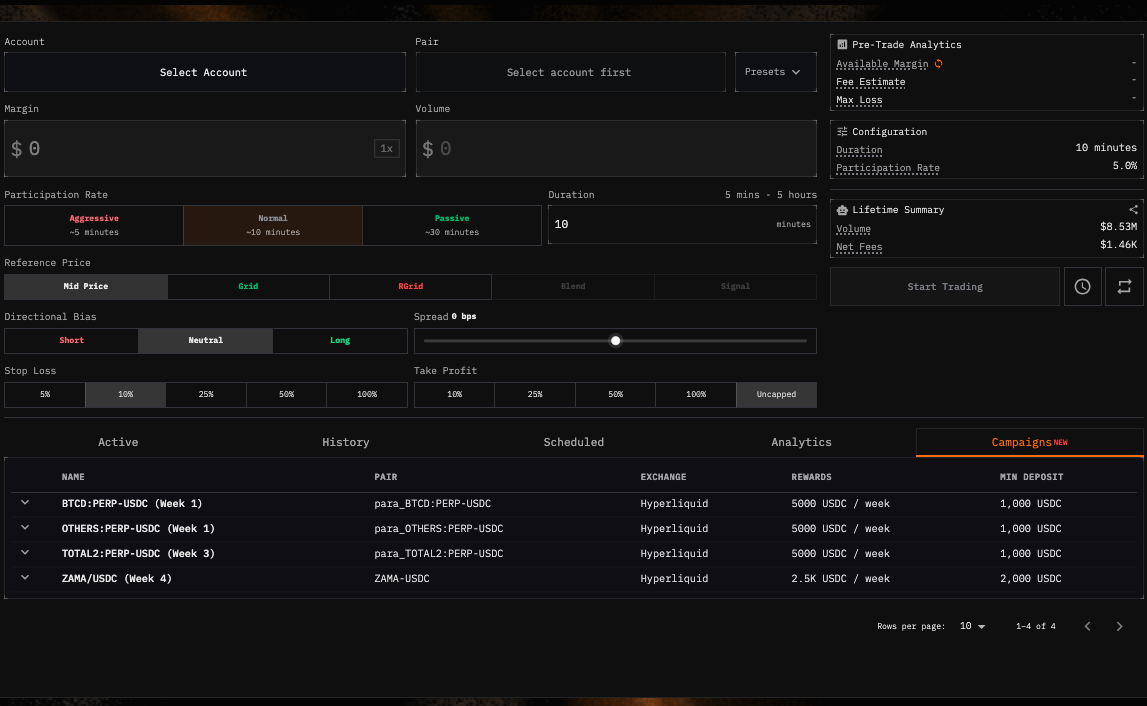 Account
Select Account
Pair
Select account first
Presets
Margin
$ 0
1x
Volume
$ 0
Participation Rate
Aggressive
~5 minutes
Normal
~10 minutes
Passive
~30 minutes
Duration 5 mins - 5 hours
10 minutes
Reference Price
Mid Price Grid RGrid Blend Signal
Directional Bias
Short Neutral Long
Spread 0 bps
Stop Loss
5% 10% 25% 50% 100%
Take Profit
10% 25% 50% 100% Uncapped
Pre-Trade Analytics
Available Margin -
Fee Estimate -
Max Loss -
Configuration
Duration 10 minutes
Participation Rate 5.0%
Lifetime Summary
Volume $8.53M
Net Fees $1.46K
Start Trading
Active History Scheduled Analytics Campaigns NEW
NAME PAIR EXCHANGE REWARDS MIN DEPOSIT
BTCD:PERP-USDC (Week 1) para_BTCD:PERP-USDC Hyperliquid 5000 USDC / week 1,000 USDC
OTHERS:PERP-USDC (Week 1) para_OTHERS:PERP-USDC Hyperliquid 5000 USDC / week 1,000 USDC
TOTAL2:PERP-USDC (Week 3) para_TOTAL2:PERP-USDC Hyperliquid 5000 USDC / week 1,000 USDC
ZAMA/USDC (Week 4) ZAMA-USDC Hyperliquid 2.5K USDC / week 2,000 USDC
Rows per page: 10 1–4 of 4